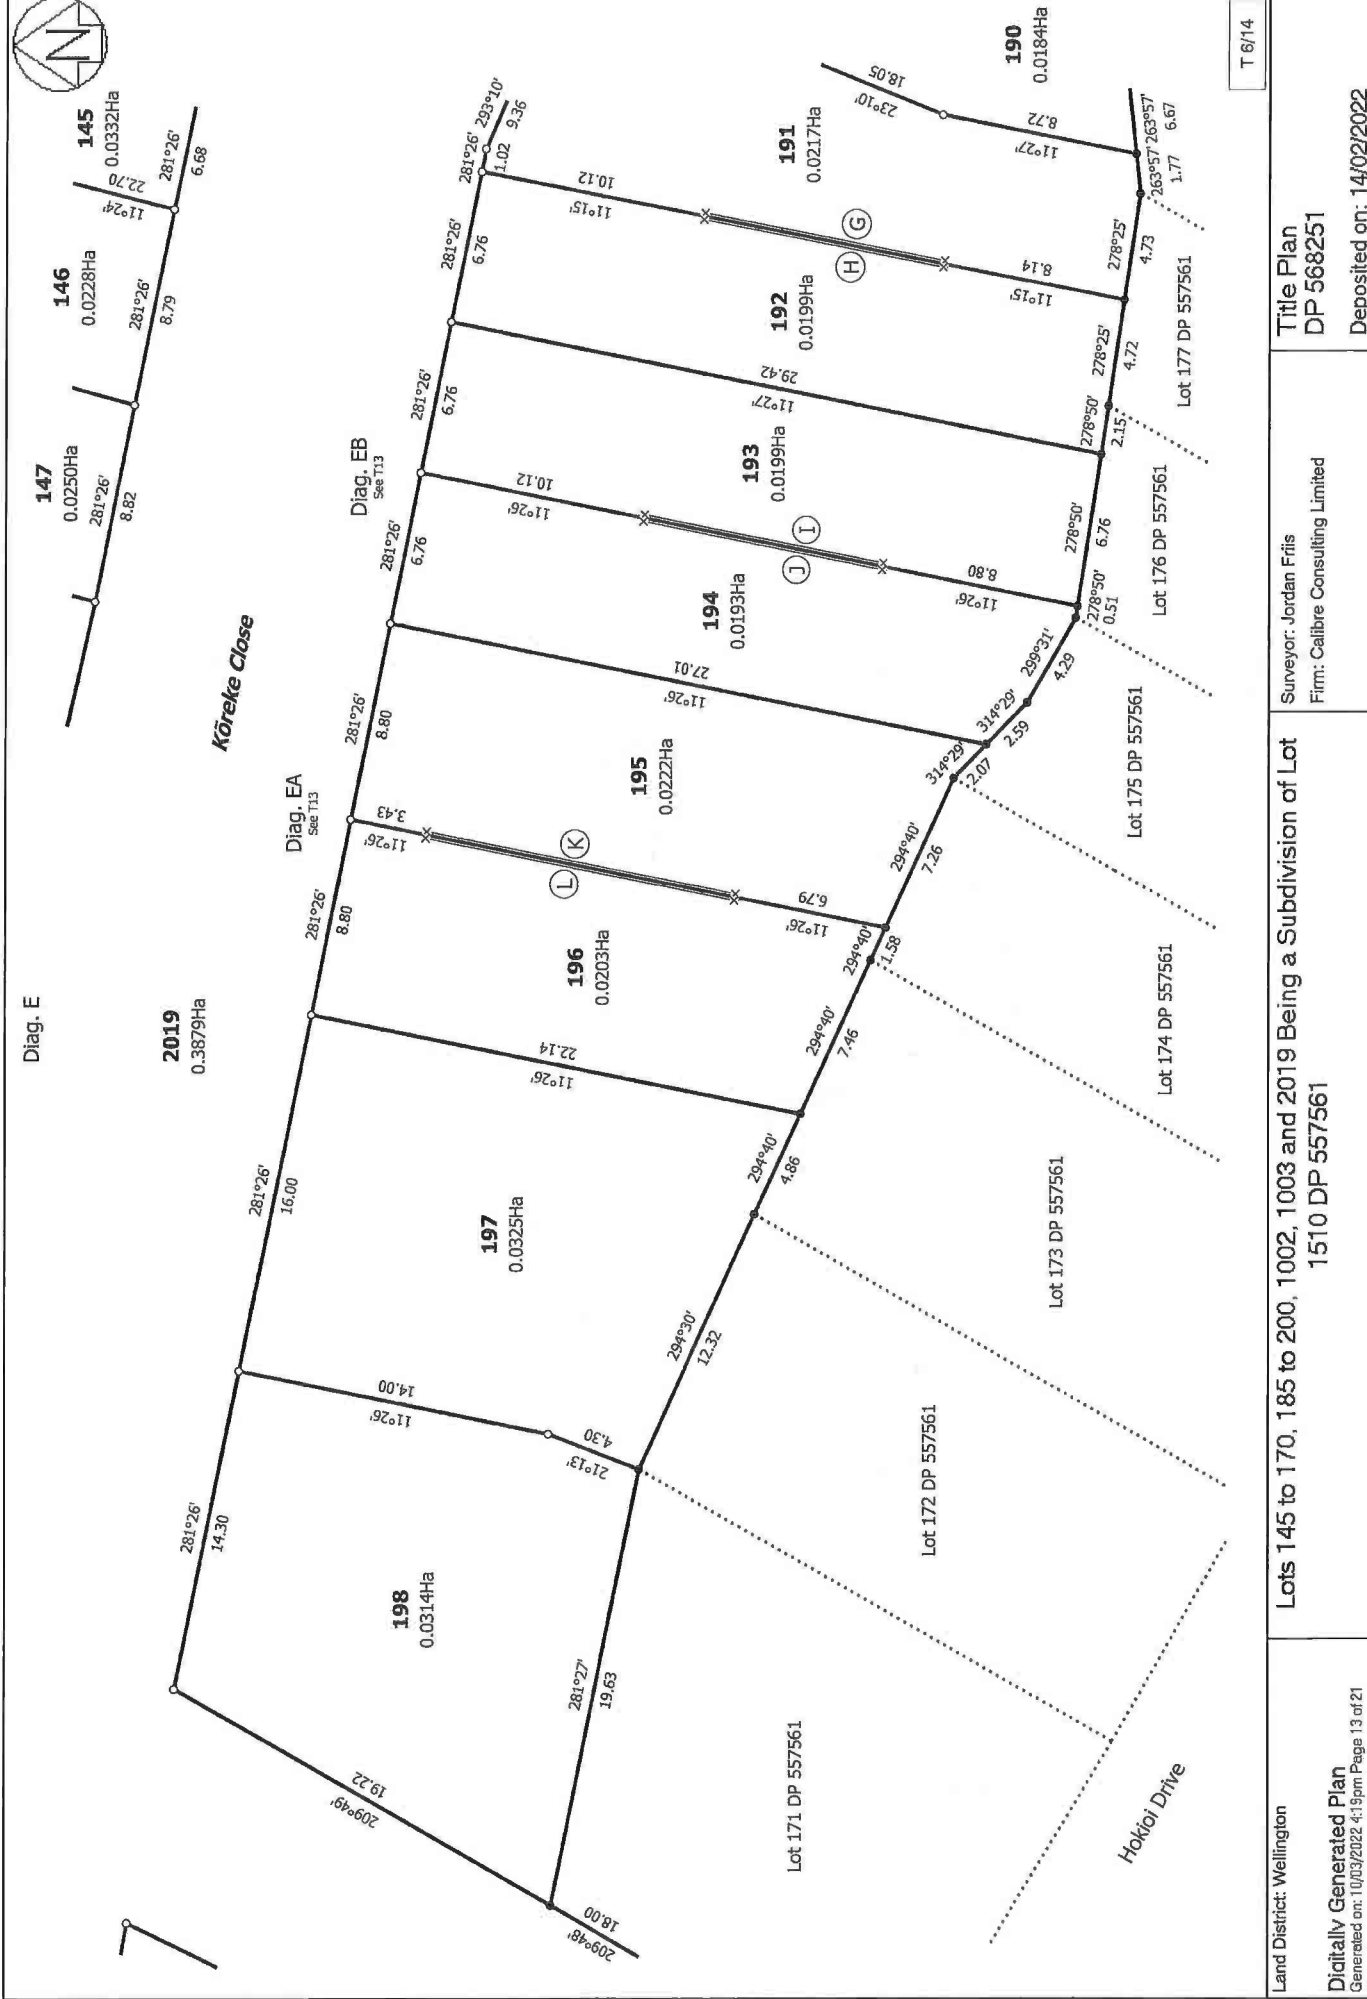 Diag. E
N
147
0.0250Ha
281°26'
8.82
146
0.0228Ha
281°26'
8.79
145
0.0332Ha
11°24'
22.70
281°26'
6.68
Kōreke Close
2019
0.3879Ha
Diag. EA
See T13
Diag. EB
See T13
281°26'
14.30
281°26'
16.00
281°26'
8.80
281°26'
8.80
281°26'
6.76
281°26'
6.76
281°26'
6.76
281°26'
1.02
293°10'
9.36
198
0.0314Ha
209°49'
19.22
209°48'
18.00
281°27'
19.63
11°26'
14.00
21°13'
4.30
197
0.0325Ha
294°30'
12.32
294°40'
4.86
11°26'
22.14
196
0.0203Ha
294°40'
7.46
294°40'
1.58
11°26'
3.43
L
K
11°26'
6.79
195
0.0222Ha
294°40'
7.26
314°29'
2.07
11°26'
27.01
194
0.0193Ha
314°29'
2.59
299°31'
4.29
278°50'
0.51
11°26'
10.12
J
I
11°26'
8.80
193
0.0199Ha
278°50'
6.76
11°27'
29.42
192
0.0199Ha
278°50'
2.15
278°25'
4.72
11°15'
10.12
H
G
11°15'
8.14
191
0.0217Ha
278°25'
4.73
263°57'
1.77
263°57'
6.67
23°10'
18.05
11°27'
8.72
190
0.0184Ha
Lot 171 DP 557561
Lot 172 DP 557561
Lot 173 DP 557561
Lot 174 DP 557561
Lot 175 DP 557561
Lot 176 DP 557561
Lot 177 DP 557561
Hokioi Drive
T 6/14
Land District: Wellington
Digitally Generated Plan
Generated on: 10/03/2022 4:19pm Page 13 of 21
Lots 145 to 170, 185 to 200, 1002, 1003 and 2019 Being a Subdivision of Lot
1510 DP 557561
Surveyor: Jordan Friis
Firm: Calibre Consulting Limited
Title Plan
DP 568251
Deposited on: 14/02/2022